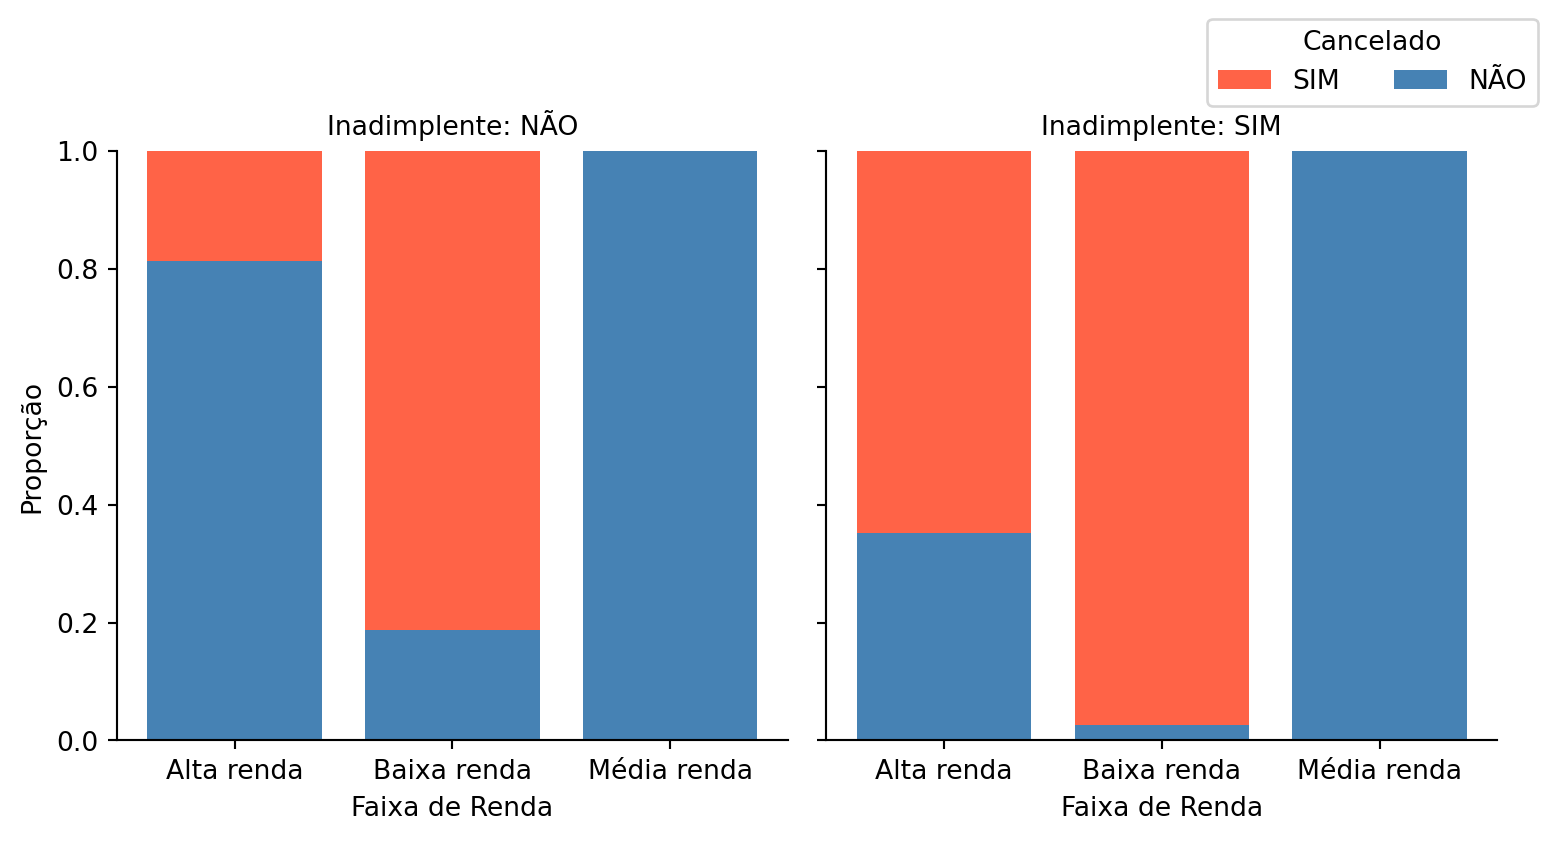 Cancelado
SIM NÃO
Inadimplente: NÃO
Inadimplente: SIM
1.0
0.8
0.6
0.4
0.2
0.0
Proporção
Alta renda Baixa renda Média renda
Faixa de Renda
Alta renda Baixa renda Média renda
Faixa de Renda